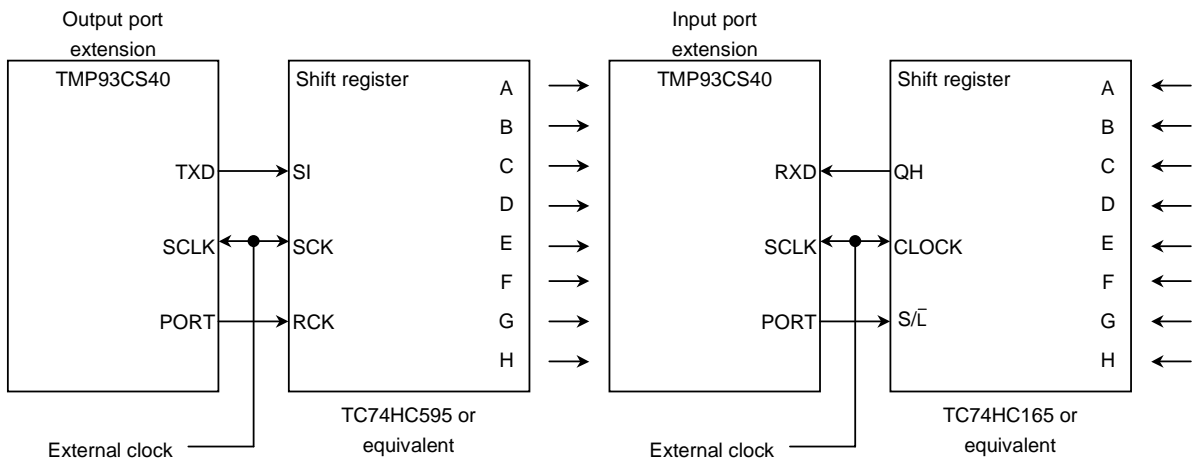 Output port
extension
TMP93CS40
Shift register
TXD
SI
SCLK
SCK
PORT
RCK
A
B
C
D
E
F
G
H
TC74HC595 or
equivalent
External clock
Input port
extension
TMP93CS40
Shift register
RXD
QH
SCLK
CLOCK
PORT
S/L̅
A
B
C
D
E
F
G
H
TC74HC165 or
equivalent
External clock